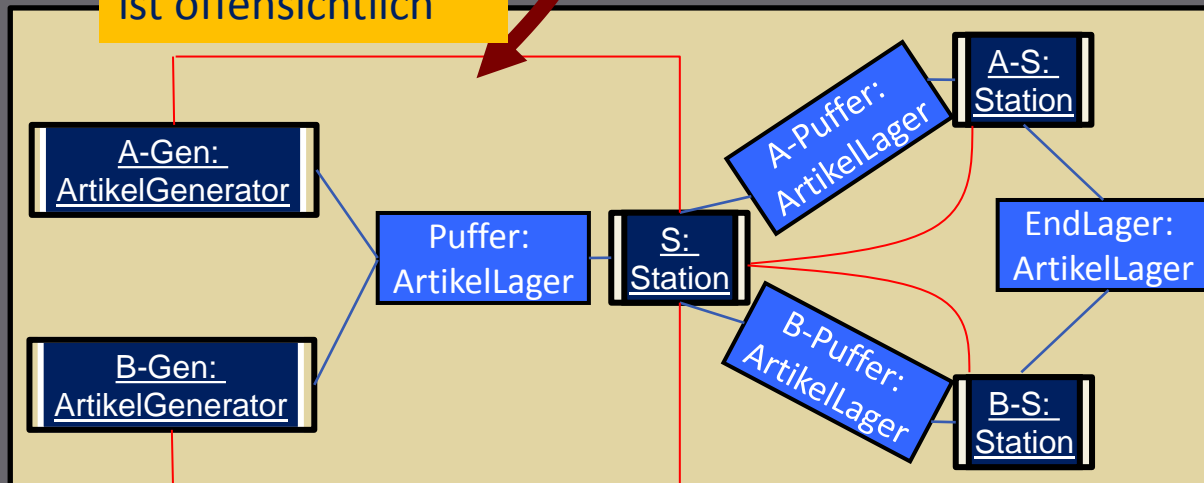 ist offensichtlich
A-Gen:
ArtikelGenerator
B-Gen:
ArtikelGenerator
Puffer:
ArtikelLager
S:
Station
A-Puffer:
ArtikelLager
B-Puffer:
ArtikelLager
A-S:
Station
EndLager:
ArtikelLager
B-S:
Station